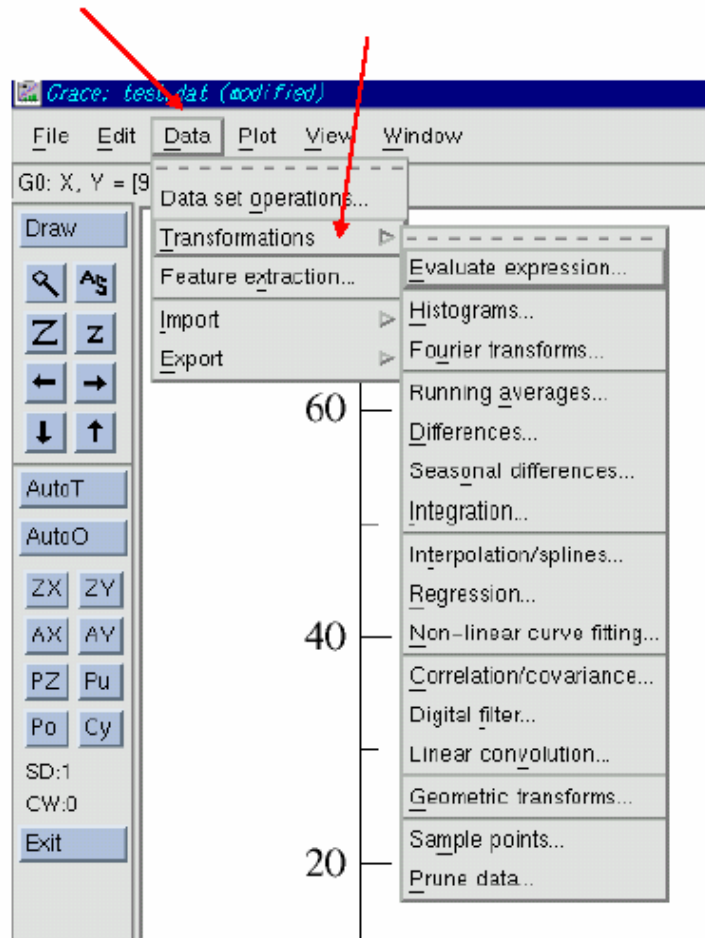 Grace: test.dat (modified)
File Edit Data Plot View Window
G0: X, Y = [9
Data set operations...
Transformations
Feature extraction...
Import
Export
Evaluate expression...
Histograms...
Fourier transforms...
Running averages...
Differences...
Seasonal differences...
Integration...
Interpolation/splines...
Regression...
Non-linear curve fitting...
Correlation/covariance...
Digital filter...
Linear convolution...
Geometric transforms...
Sample points...
Prune data...
Draw
AS
Z z
AutoT
AutoO
ZX ZY
AX AY
PZ Pu
Po Cy
SD:1
CW:0
Exit
60
40
20